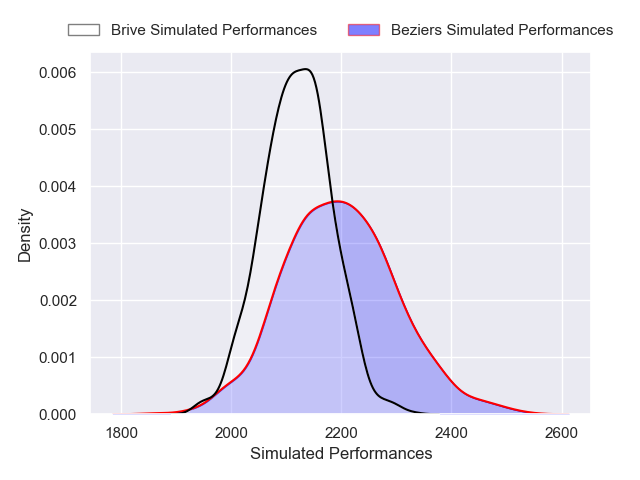 Brive Simulated Performances
Beziers Simulated Performances
0.006
0.005
0.004
0.003
0.002
0.001
0.000
Density
1800 2000 2200 2400 2600
Simulated Performances